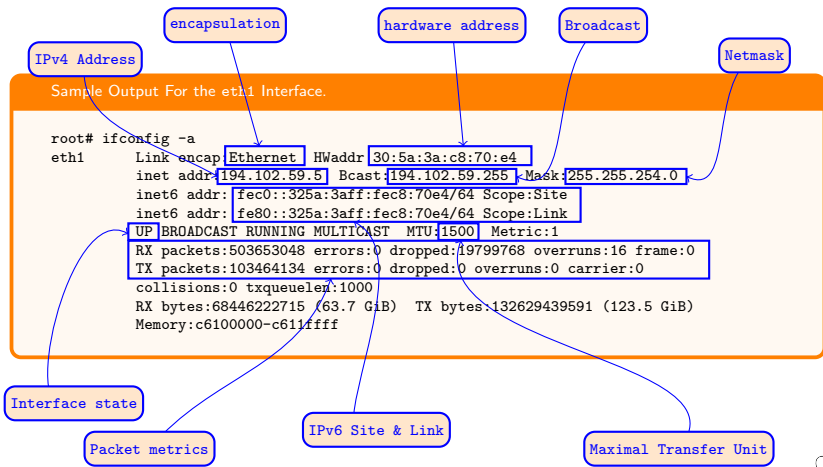 encapsulation
hardware address
Broadcast
IPv4 Address
Netmask
Sample Output For the eth1 Interface.
root# ifconfig -a
eth1 Link encap:Ethernet HWaddr 30:5a:3a:c8:70:e4
inet addr:194.102.59.5 Bcast:194.102.59.255 Mask:255.255.254.0
inet6 addr: fec0::325a:3aff:fec8:70e4/64 Scope:Site
inet6 addr: fe80::325a:3aff:fec8:70e4/64 Scope:Link
UP BROADCAST RUNNING MULTICAST MTU:1500 Metric:1
RX packets:503653048 errors:0 dropped:19799768 overruns:16 frame:0
TX packets:103464134 errors:0 dropped:0 overruns:0 carrier:0
collisions:0 txqueuelen:1000
RX bytes:68446222715 (63.7 GiB) TX bytes:132629439591 (123.5 GiB)
Memory:c6100000-c611ffff
Interface state
Packet metrics
IPv6 Site & Link
Maximal Transfer Unit